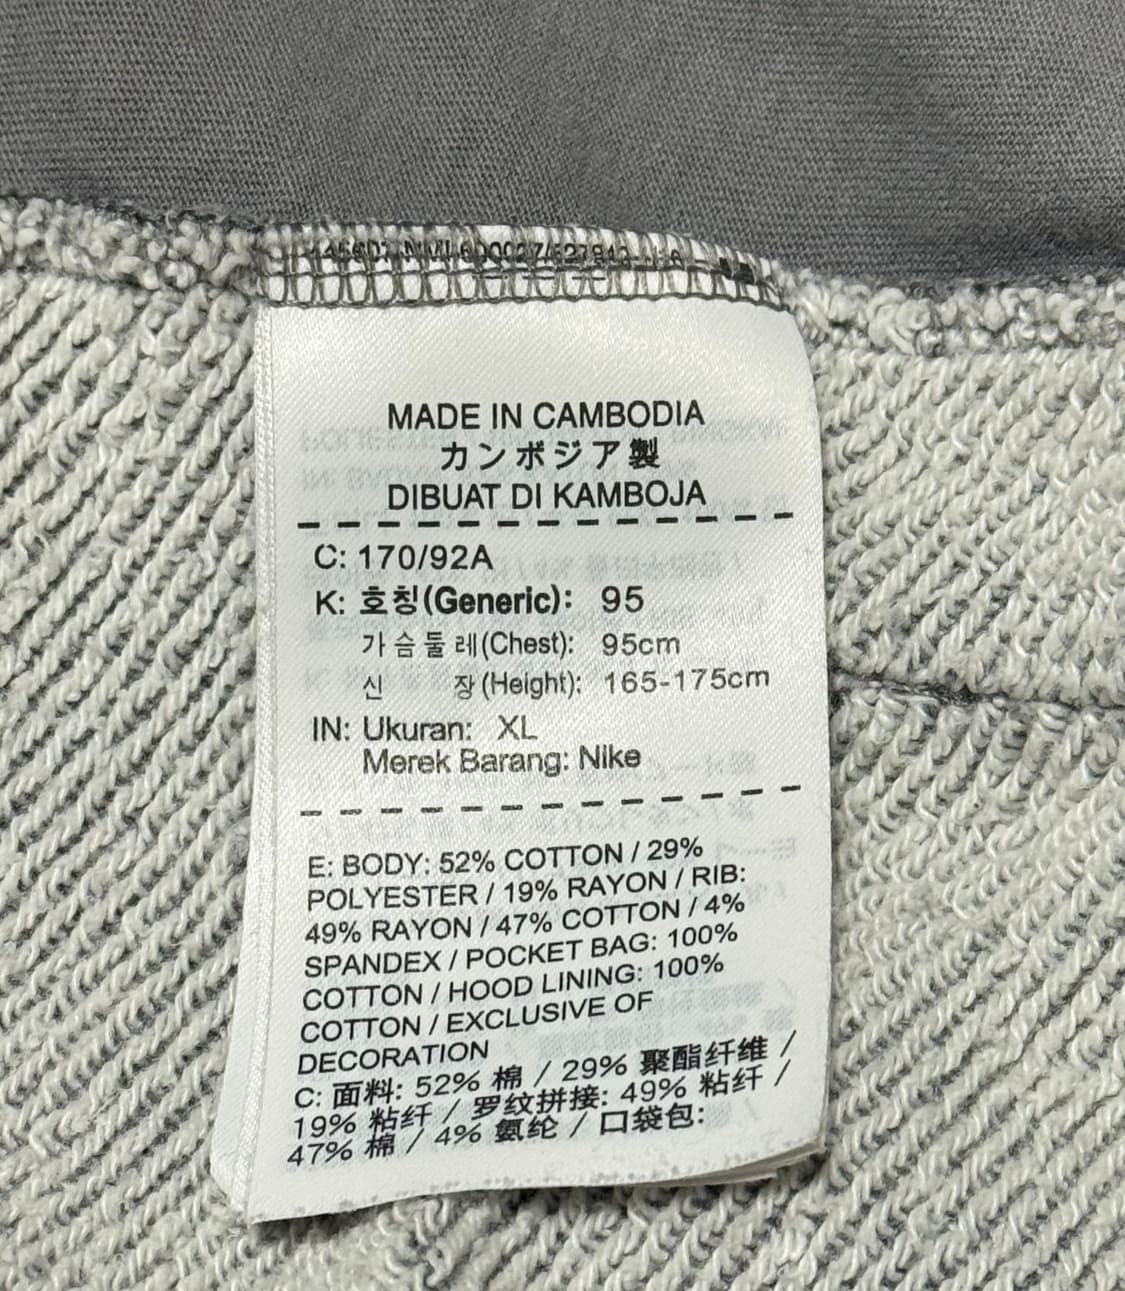 MADE IN CAMBODIA
カンボジア製
DIBUAT DI KAMBOJA
C: 170/92A
K: 호칭(Generic): 95
가슴둘레(Chest): 95cm
신 장(Height): 165-175cm
IN: Ukuran: XL
Merek Barang: Nike
E: BODY: 52% COTTON / 29%
POLYESTER / 19% RAYON / RIB:
49% RAYON / 47% COTTON / 4%
SPANDEX / POCKET BAG: 100%
COTTON / HOOD LINING: 100%
COTTON / EXCLUSIVE OF
DECORATION
C: 面料: 52% 棉 / 29% 聚酯纤维 /
19% 粘纤 / 罗纹拼接: 49% 粘纤 /
47% 棉 / 4% 氨纶 / 口袋包: